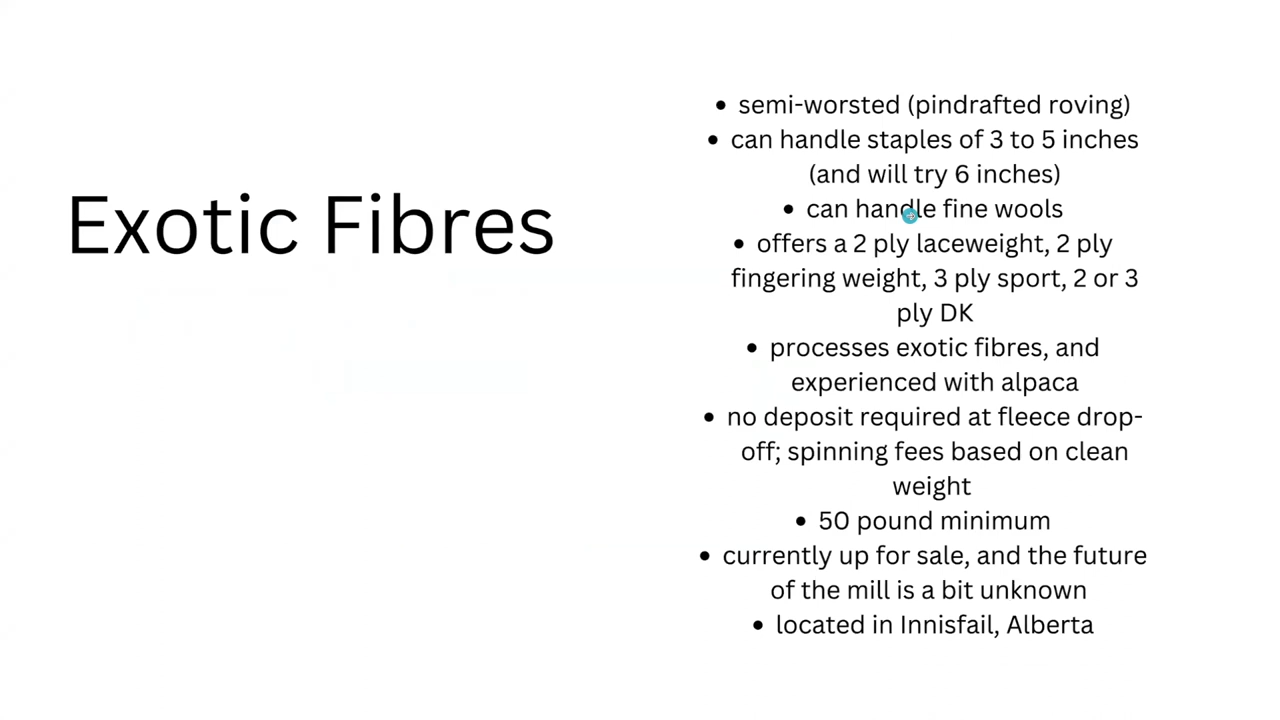 Exotic Fibres
• semi-worsted (pindrafted roving)
• can handle staples of 3 to 5 inches
(and will try 6 inches)
• can handle fine wools
• offers a 2 ply laceweight, 2 ply
fingering weight, 3 ply sport, 2 or 3
ply DK
• processes exotic fibres, and
experienced with alpaca
• no deposit required at fleece drop-
off; spinning fees based on clean
weight
• 50 pound minimum
• currently up for sale, and the future
of the mill is a bit unknown
• located in Innisfail, Alberta